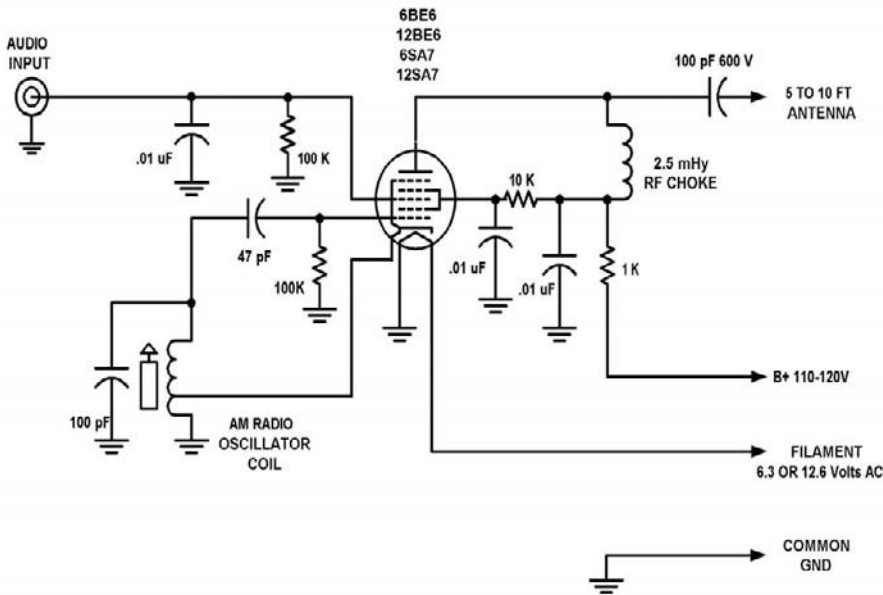 6BE6
12BE6
6SA7
12SA7
AUDIO
INPUT
100 pF 600 V
5 TO 10 FT
ANTENNA
.01 uF
100 K
2.5 mHy
RF CHOKE
10 K
47 pF
100K
.01 uF
.01 uF
1 K
B+ 110-120V
100 pF
AM RADIO
OSCILLATOR
COIL
FILAMENT
6.3 OR 12.6 Volts AC
COMMON
GND